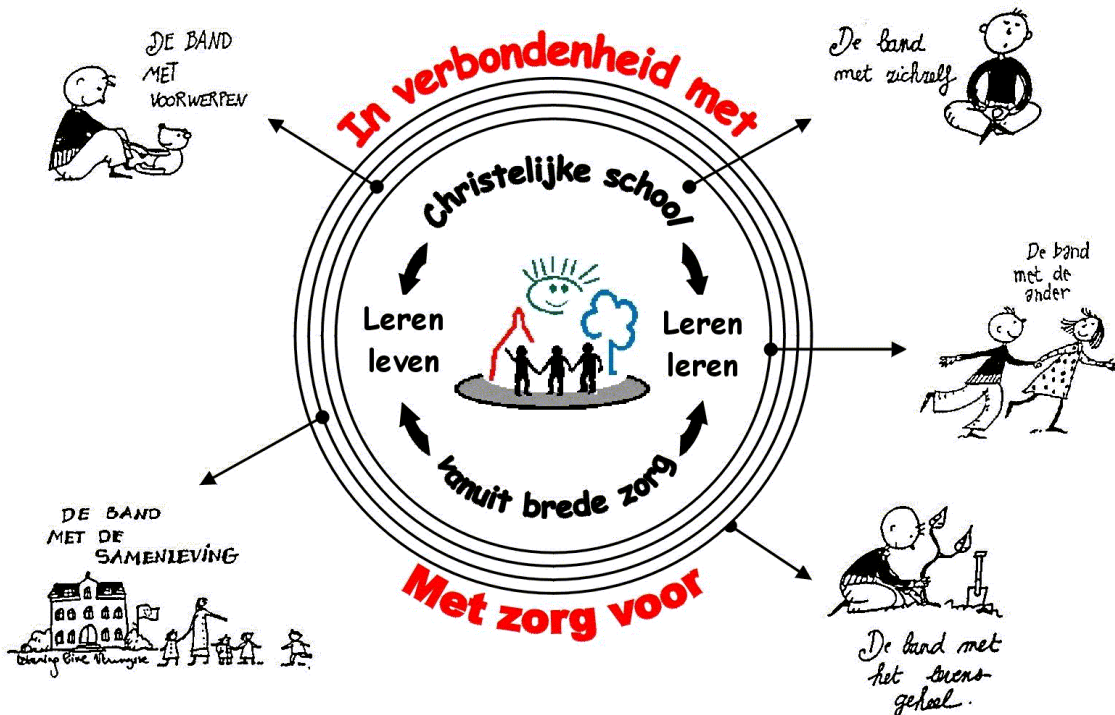 DE BAND
MET
VOORWERPEN
In verbondenheid met
De band
met zichzelf
Christelijke school
Leren
leven
Leren
leren
De band
met de
ander
vanuit brede zorg
DE BAND
MET DE
SAMENLEVING
Met zorg voor
De band met
het levens-
geheel.